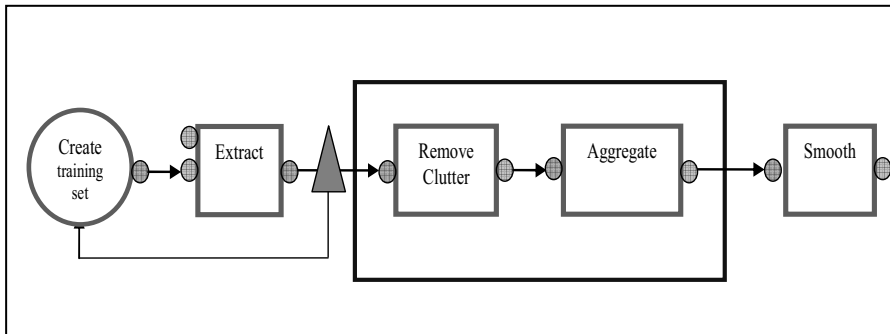 Create
training
set
Extract
Remove
Clutter
Aggregate
Smooth